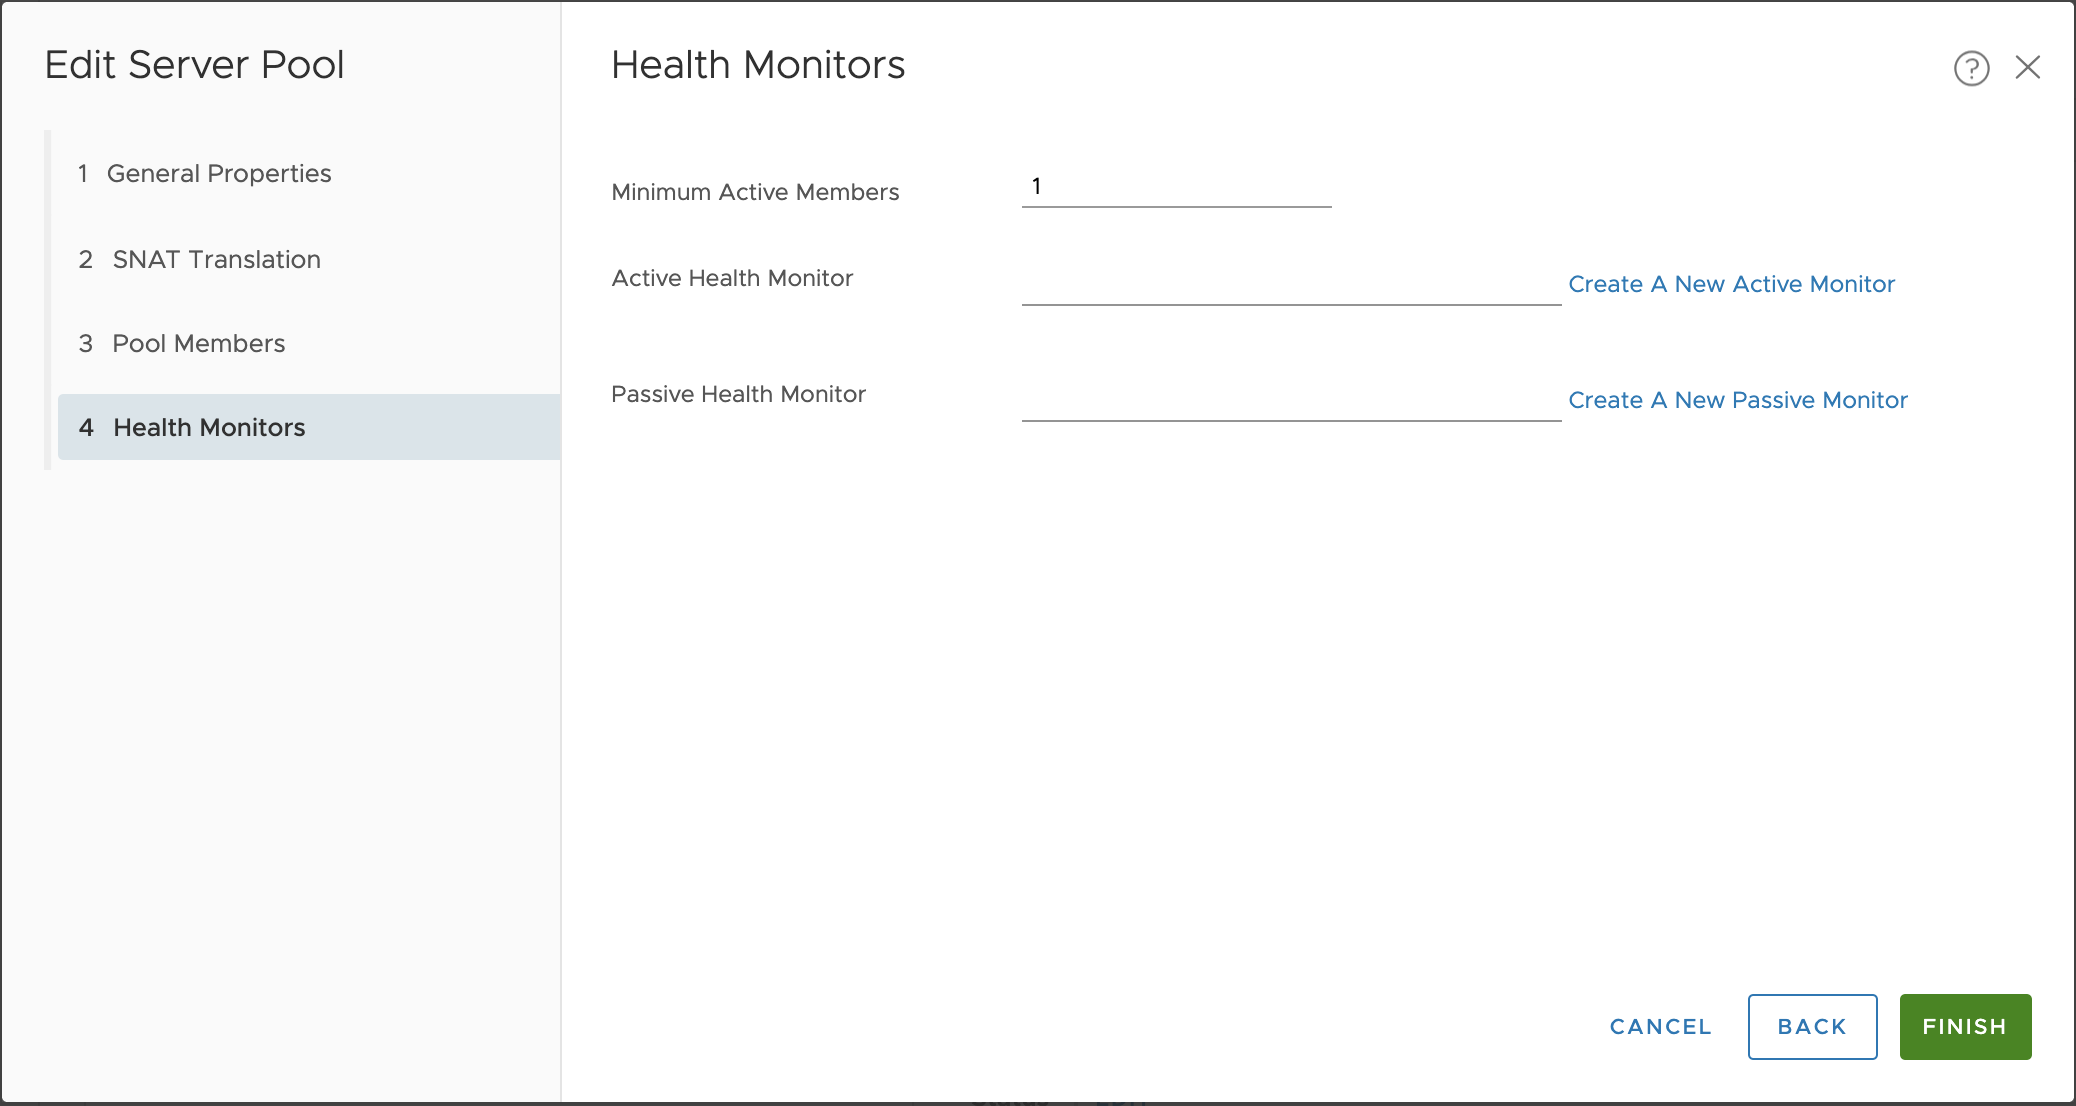 Edit Server Pool
1 General Properties
2 SNAT Translation
3 Pool Members
4 Health Monitors
Health Monitors
?
Minimum Active Members 1
Active Health Monitor Create A New Active Monitor
Passive Health Monitor Create A New Passive Monitor
CANCEL BACK FINISH